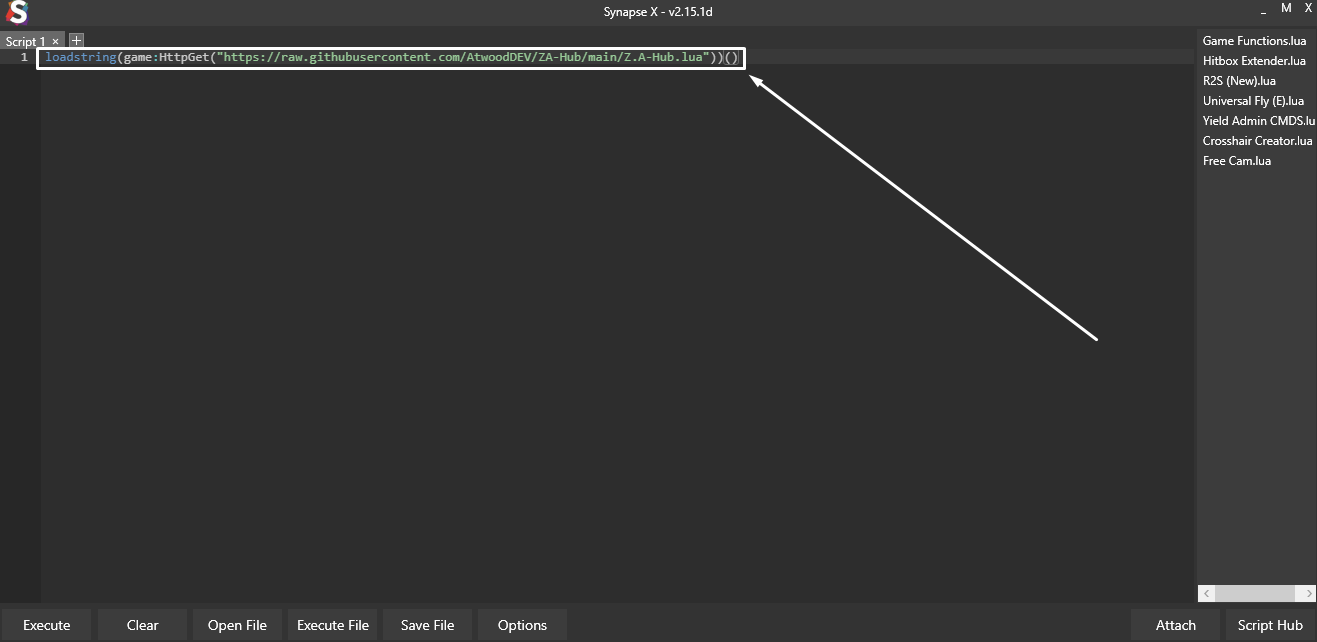 S
Synapse X - v2.15.1d
_ M X
Script 1 × +
1 loadstring(game:HttpGet("https://raw.githubusercontent.com/AtwoodDEV/ZA-Hub/main/Z.A-Hub.lua"))()
Game Functions.lua
Hitbox Extender.lua
R2S (New).lua
Universal Fly (E).lua
Yield Admin CMDS.lu
Crosshair Creator.lua
Free Cam.lua
Execute
Clear
Open File
Execute File
Save File
Options
Attach
Script Hub